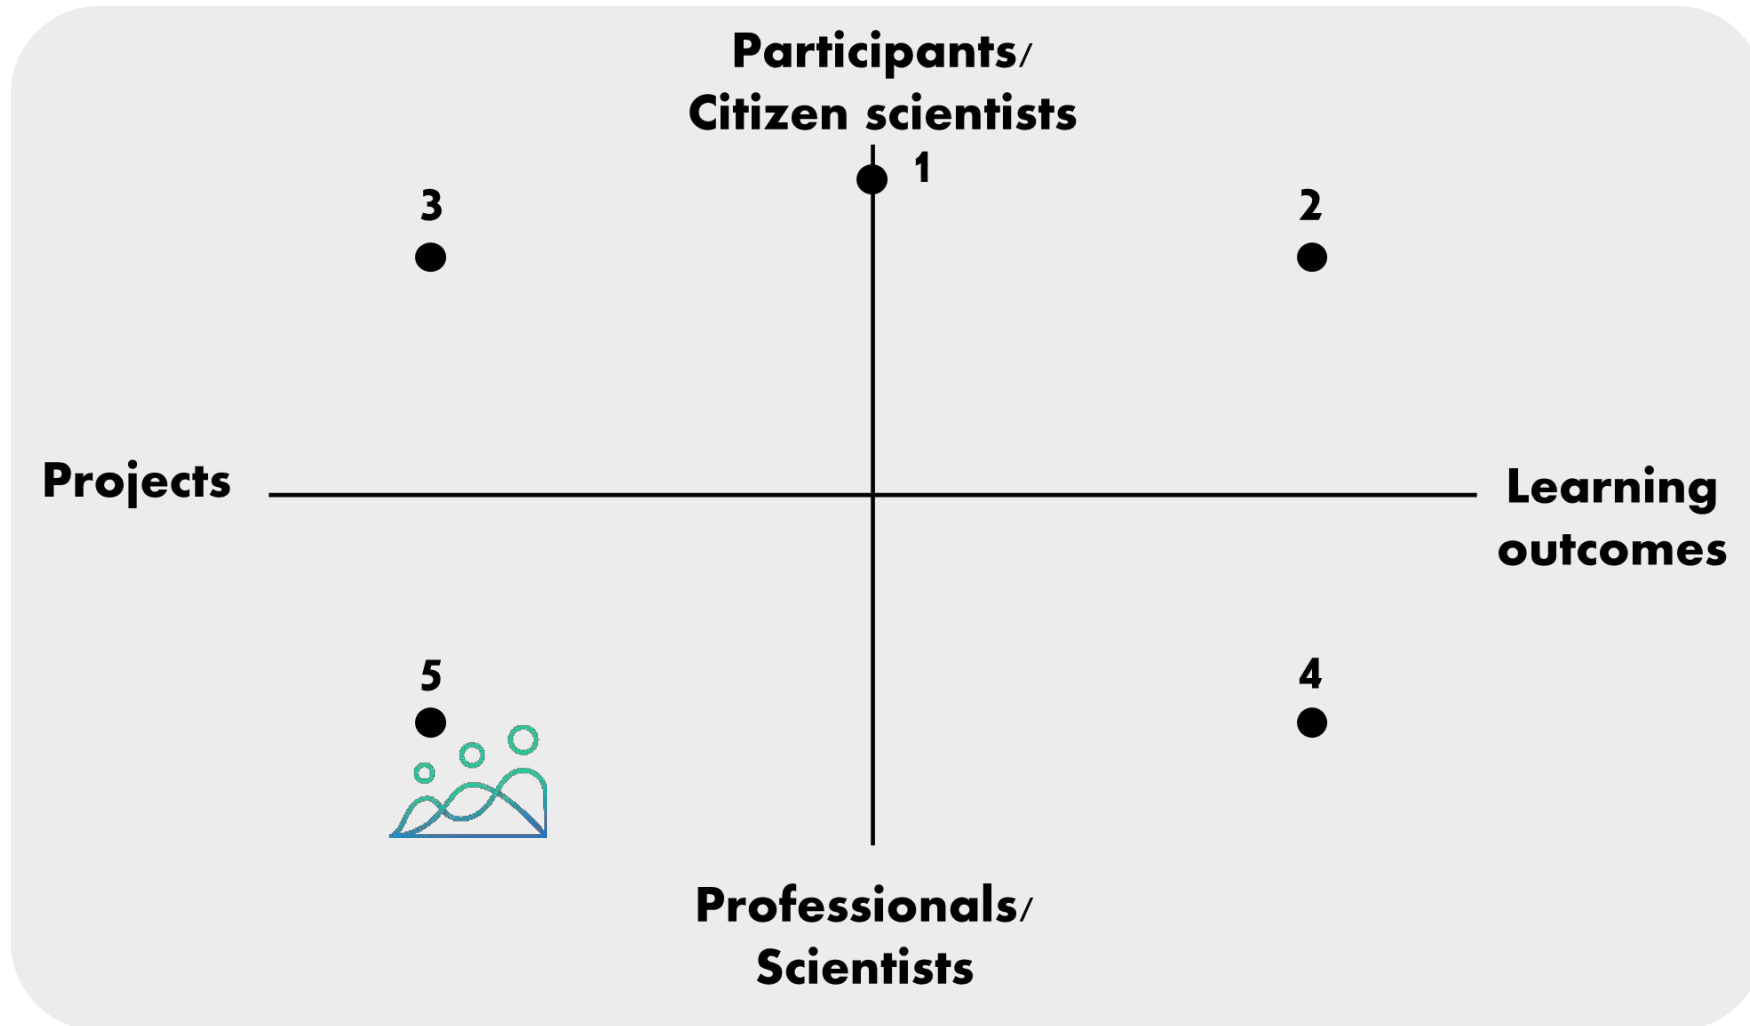 Participants/
Citizen scientists
1
3
2
Projects
Learning
outcomes
5
4
Professionals/
Scientists